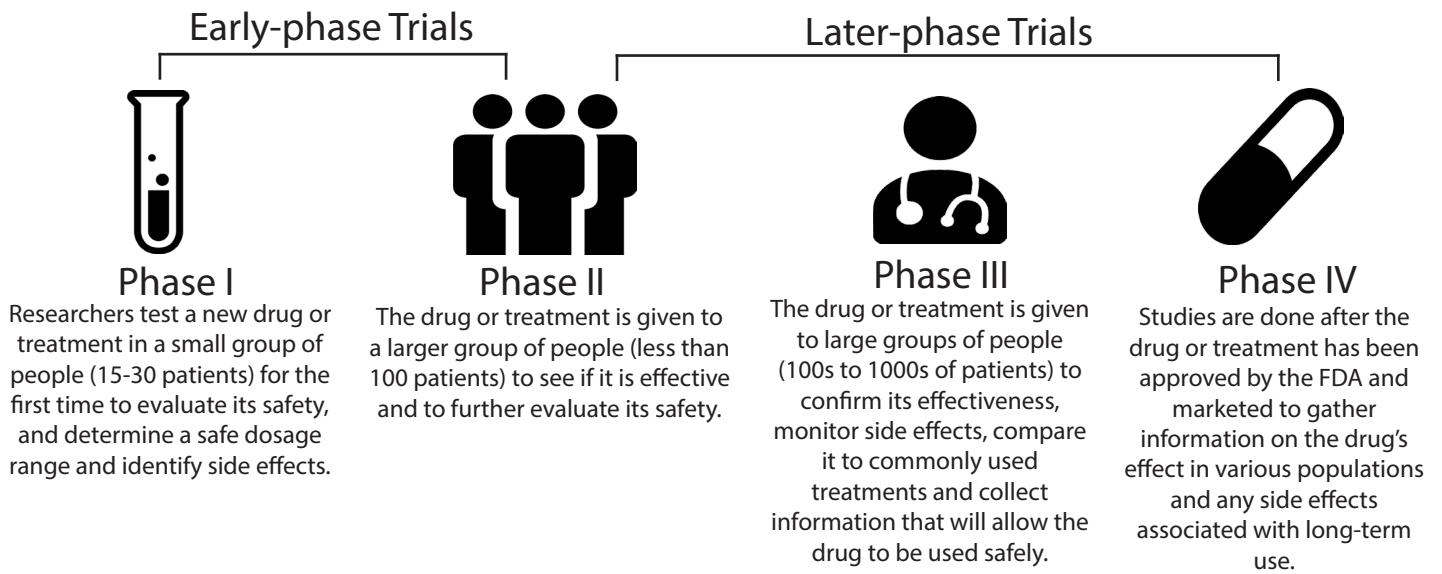 Early-phase Trials
Later-phase Trials
Phase I
Researchers test a new drug or
treatment in a small group of
people (15-30 patients) for the
first time to evaluate its safety,
and determine a safe dosage
range and identify side effects.
Phase II
The drug or treatment is given to
a larger group of people (less than
100 patients) to see if it is effective
and to further evaluate its safety.
Phase III
The drug or treatment is given
to large groups of people
(100s to 1000s of patients) to
confirm its effectiveness,
monitor side effects, compare
it to commonly used
treatments and collect
information that will allow the
drug to be used safely.
Phase IV
Studies are done after the
drug or treatment has been
approved by the FDA and
marketed to gather
information on the drug's
effect in various populations
and any side effects
associated with long-term
use.